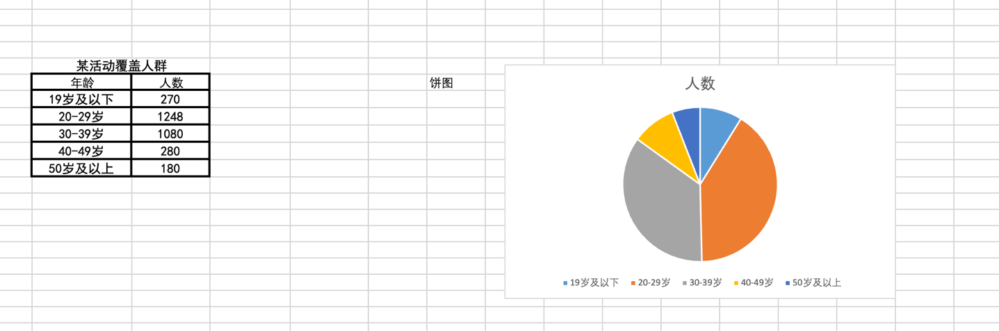 某活动覆盖人群
年龄 人数
19岁及以下 270
20-29岁 1248
30-39岁 1080
40-49岁 280
50岁及以上 180
饼图
人数
19岁及以下 20-29岁 30-39岁 40-49岁 50岁及以上